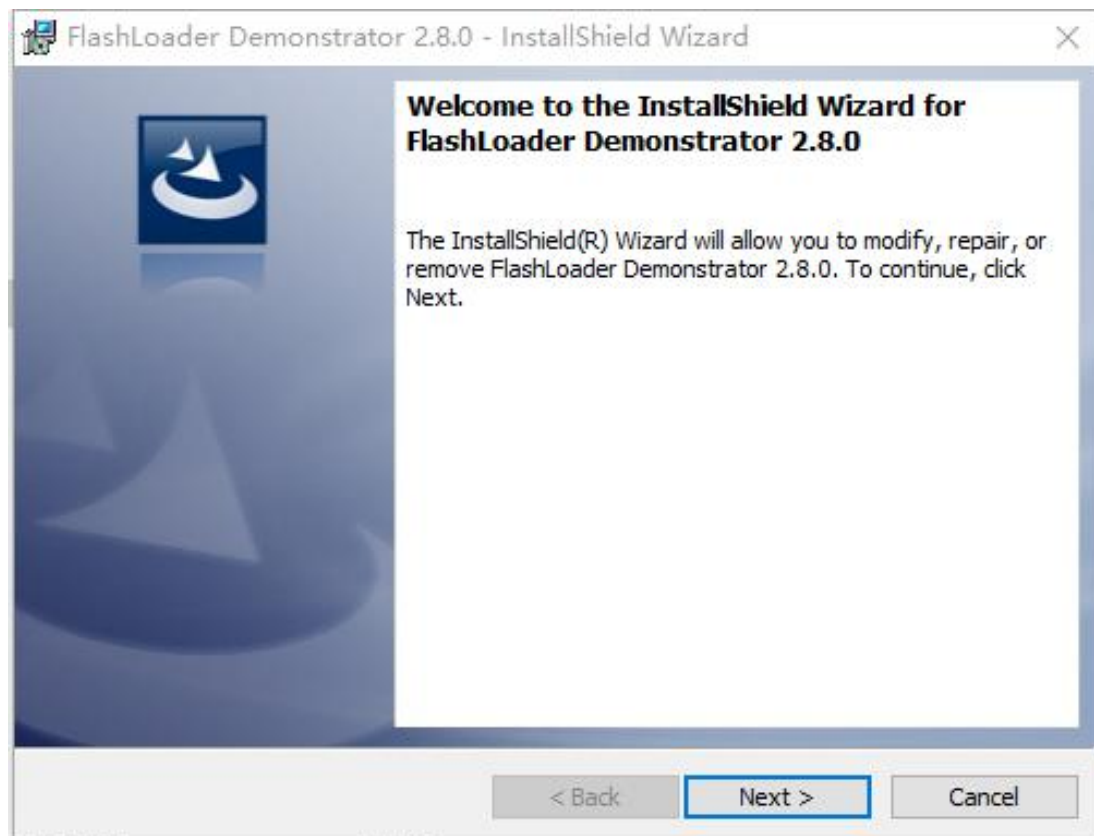 FlashLoader Demonstrator 2.8.0 - InstallShield Wizard
Welcome to the InstallShield Wizard for
FlashLoader Demonstrator 2.8.0
The InstallShield(R) Wizard will allow you to modify, repair, or
remove FlashLoader Demonstrator 2.8.0. To continue, click
Next.
< Back
Next >
Cancel